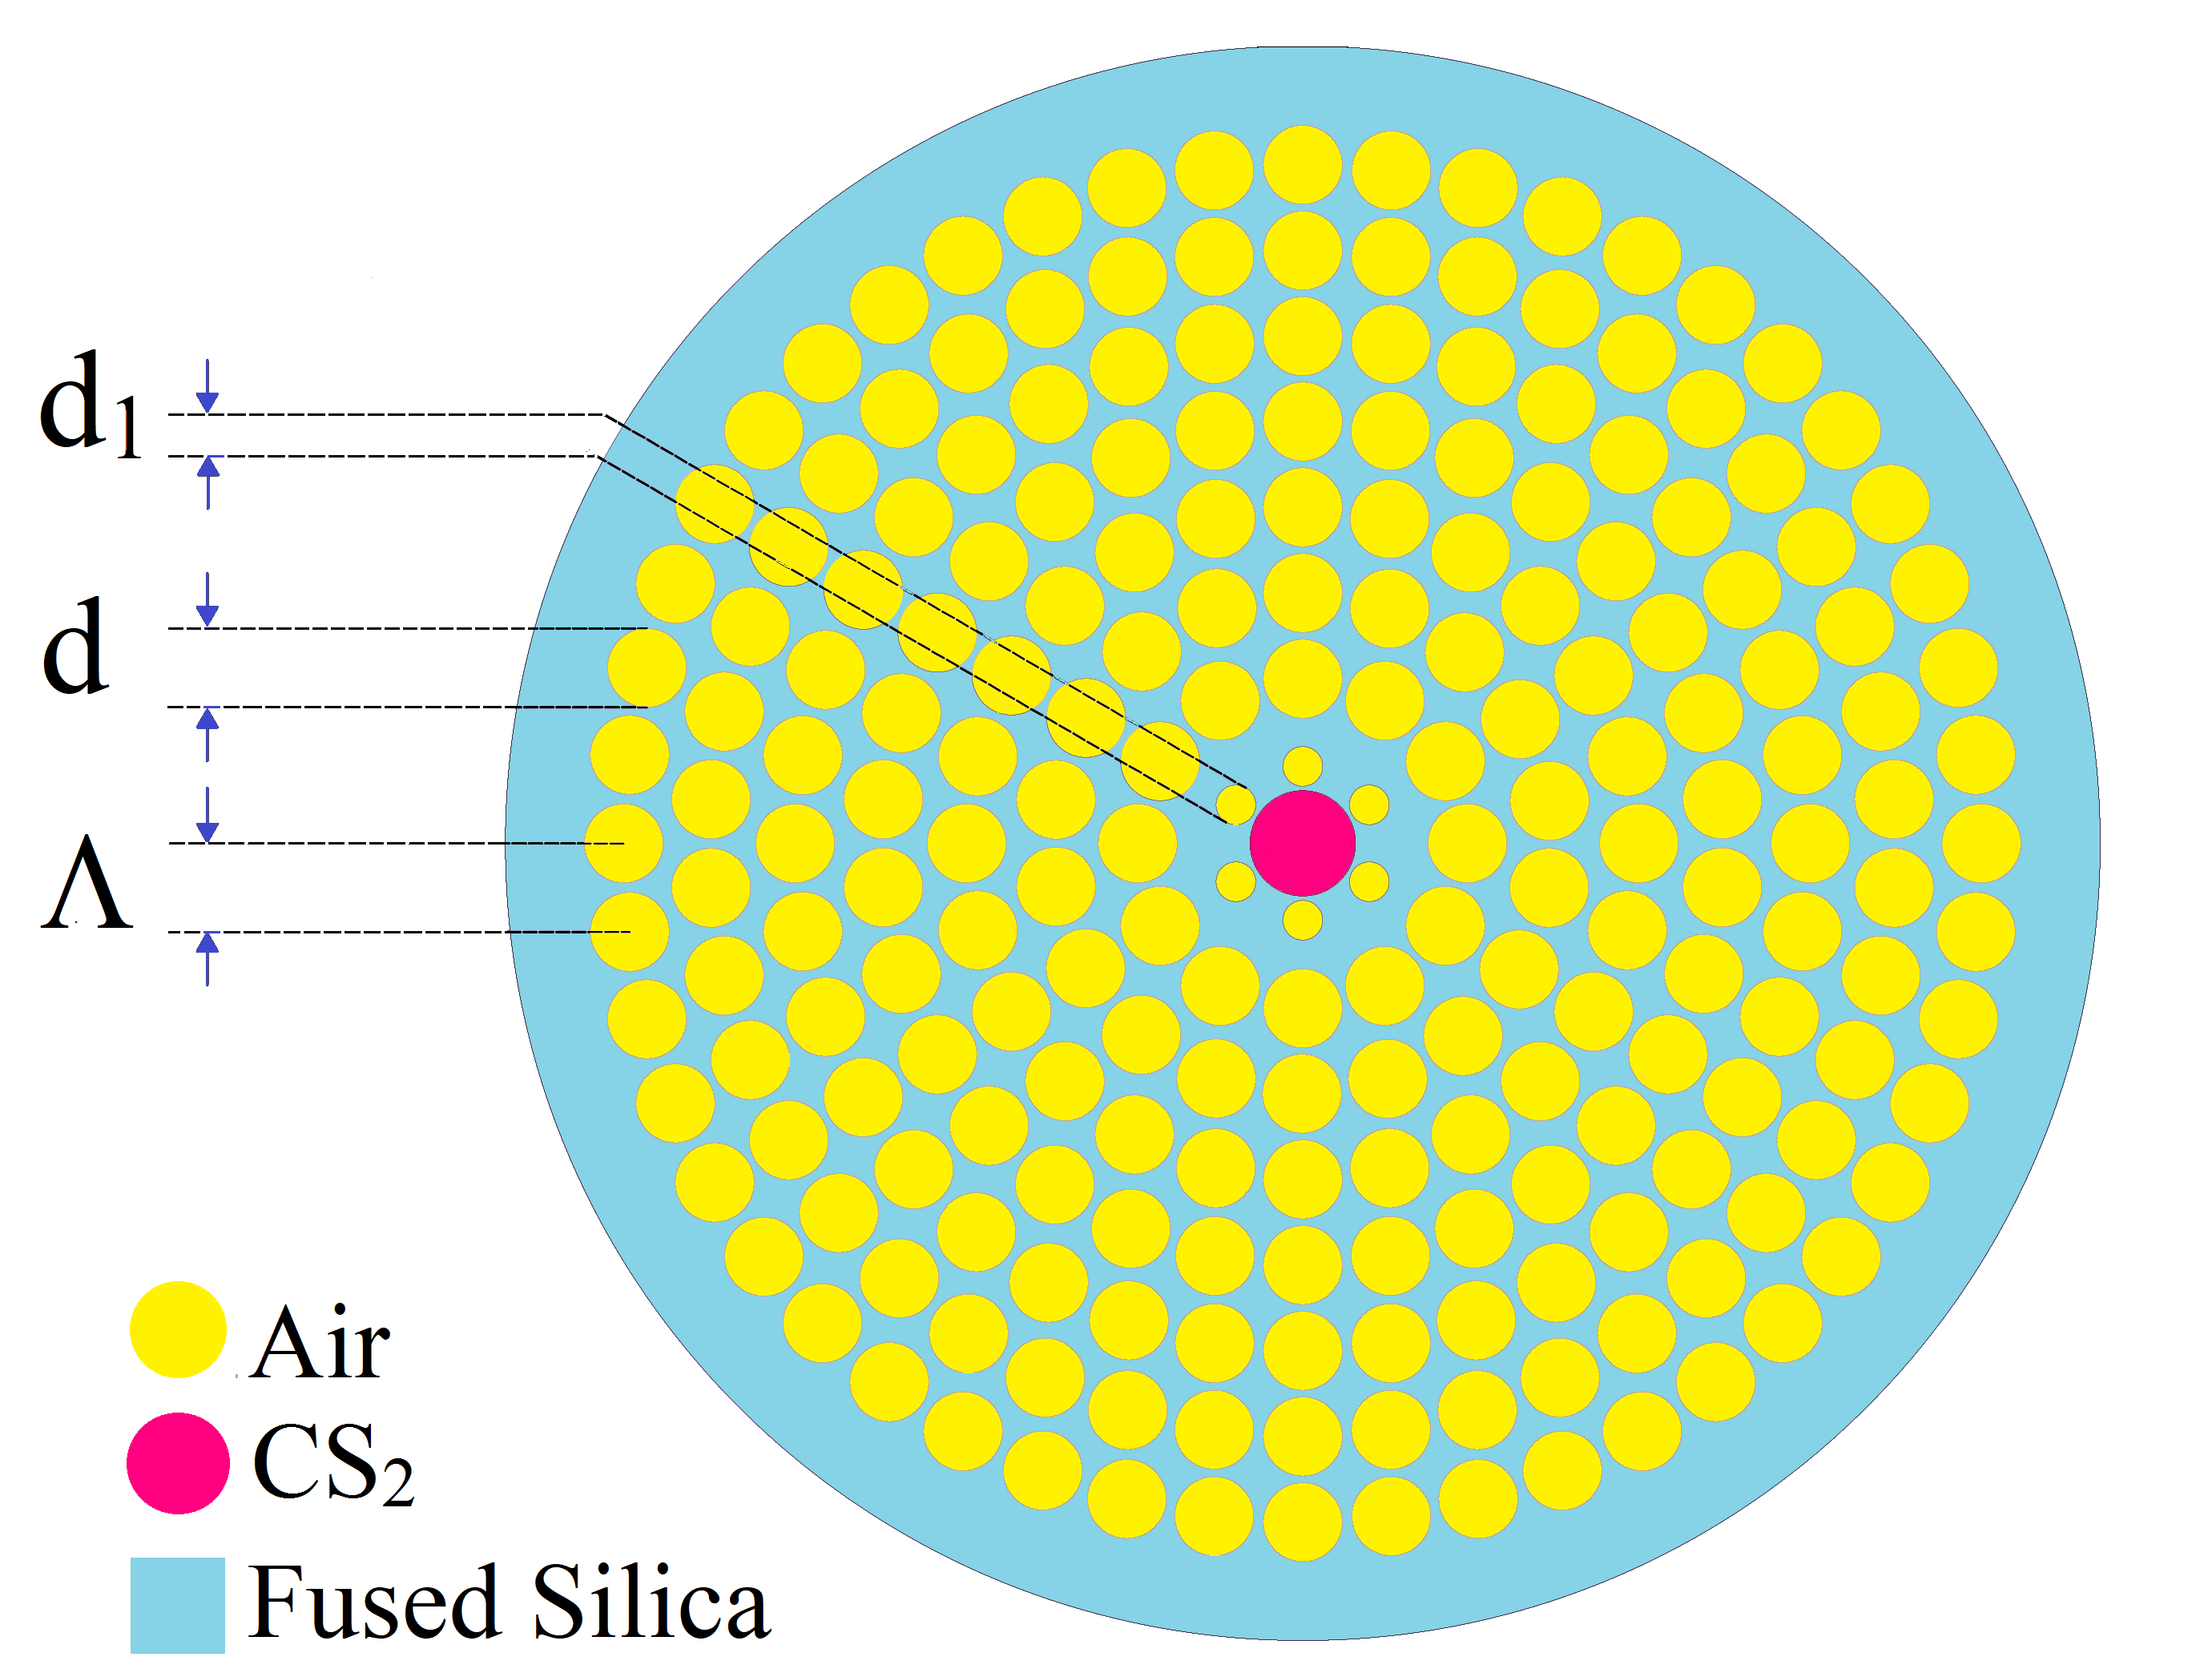 d₁
d
Λ
Air
CS₂
Fused Silica